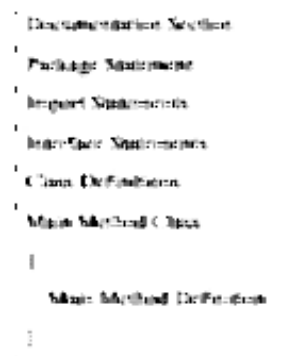 Documentation Section
Package Statement
Import Statements
Interface Statements
Class Definition
Main Method Class
{
Main Method Definition
}